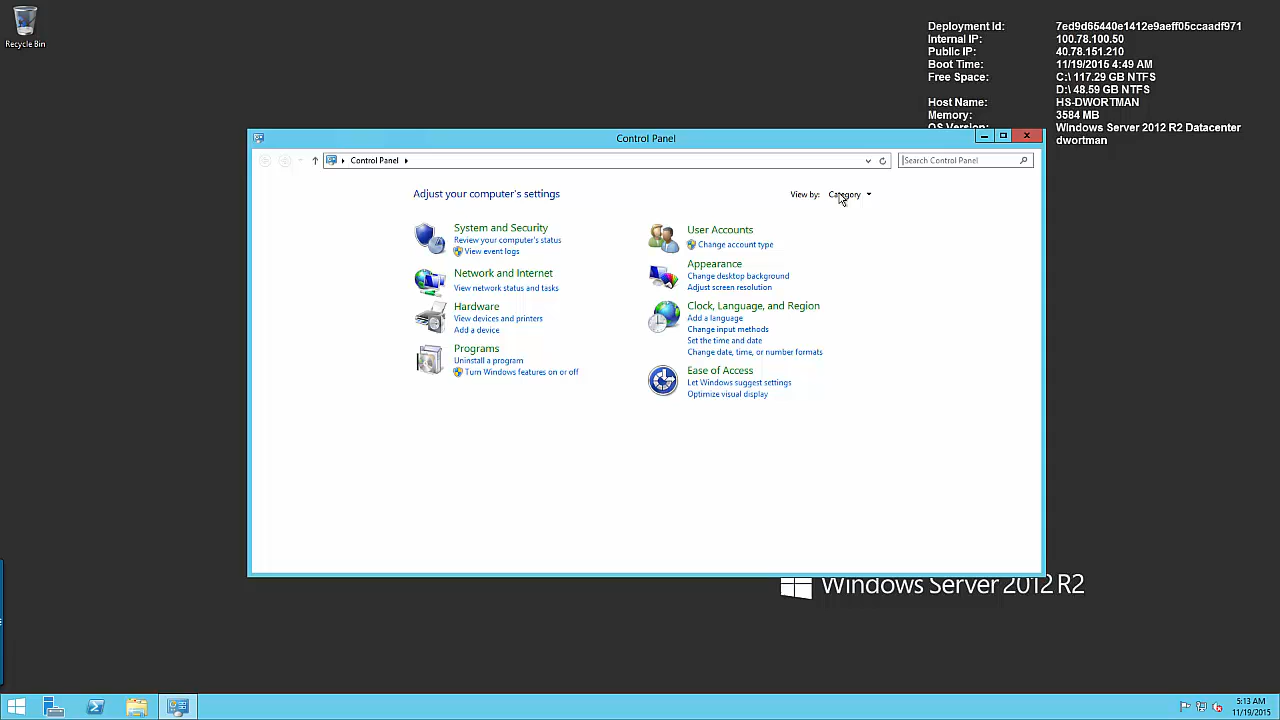 Recycle Bin
Deployment Id: 7ed9d65440e1412e9aeff05ccaadf971
Internal IP: 100.78.100.50
Public IP: 40.78.151.210
Boot Time: 11/19/2015 4:49 AM
Free Space: C:\ 117.29 GB NTFS
D:\ 48.59 GB NTFS
Host Name: HS-DWORTMAN
Memory: 3584 MB
OS Version: Windows Server 2012 R2 Datacenter
dwortman
Control Panel
Control Panel
Search Control Panel
Adjust your computer's settings
View by: Category
System and Security
Review your computer's status
View event logs
Network and Internet
View network status and tasks
Hardware
View devices and printers
Add a device
Programs
Uninstall a program
Turn Windows features on or off
User Accounts
Change account type
Appearance
Change desktop background
Adjust screen resolution
Clock, Language, and Region
Add a language
Change input methods
Set the time and date
Change date, time, or number formats
Ease of Access
Let Windows suggest settings
Optimize visual display
Windows Server 2012 R2
5:13 AM
11/19/2015